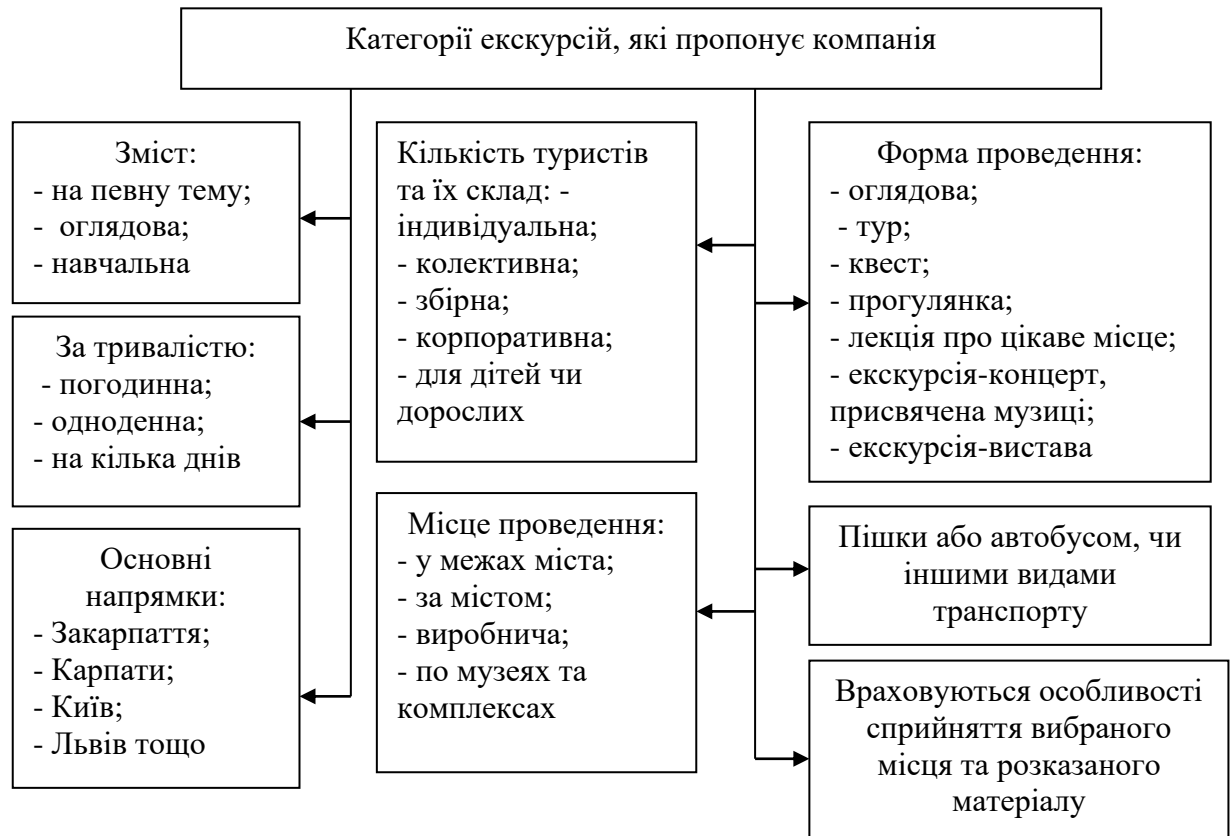 Категорії екскурсій, які пропонує компанія
Зміст:
- на певну тему;
- оглядова;
- навчальна
За тривалістю:
- погодинна;
- одноденна;
- на кілька днів
Основні
напрямки:
- Закарпаття;
- Карпати;
- Київ;
- Львів тощо
Кількість туристів
та їх склад: -
індивідуальна;
- колективна;
- збірна;
- корпоративна;
- для дітей чи
дорослих
Місце проведення:
- у межах міста;
- за містом;
- виробнича;
- по музеях та
комплексах
Форма проведення:
- оглядова;
- тур;
- квест;
- прогулянка;
- лекція про цікаве місце;
- екскурсія-концерт,
присвячена музиці;
- екскурсія-вистава
Пішки або автобусом, чи
іншими видами
транспорту
Враховуються особливості
сприйняття вибраного
місця та розказаного
матеріалу